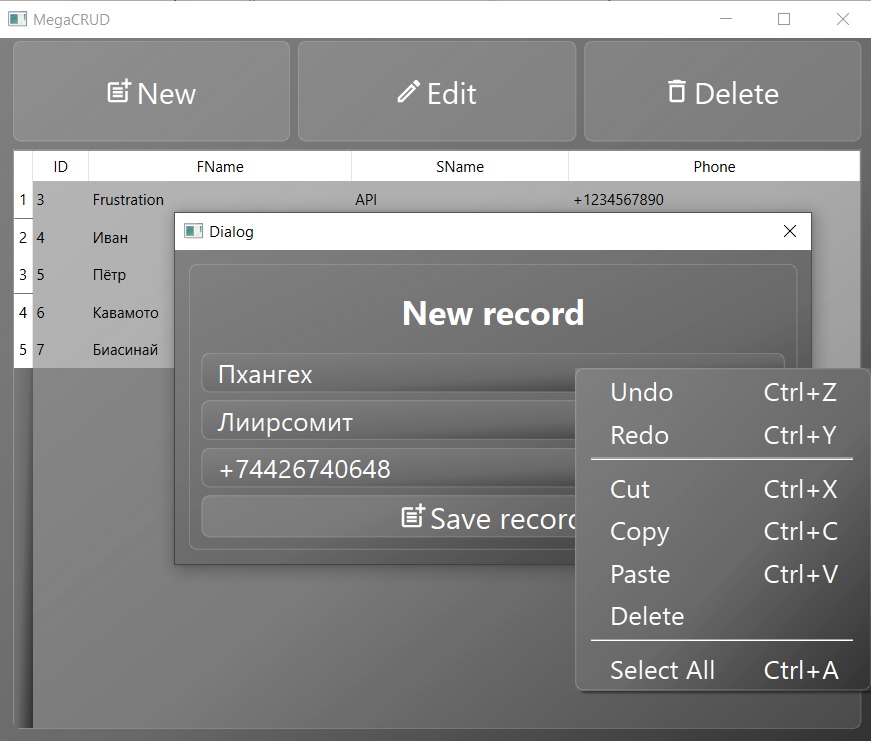 MegaCRUD
New Edit Delete
ID FName SName Phone
1 3 Frustration API +1234567890
2 4 Иван
3 5 Пётр
4 6 Кавамото
5 7 Биасинай
Dialog
New record
Пхангех
Лиирсомит
+74426740648
Save record
Undo Ctrl+Z
Redo Ctrl+Y
Cut Ctrl+X
Copy Ctrl+C
Paste Ctrl+V
Delete
Select All Ctrl+A